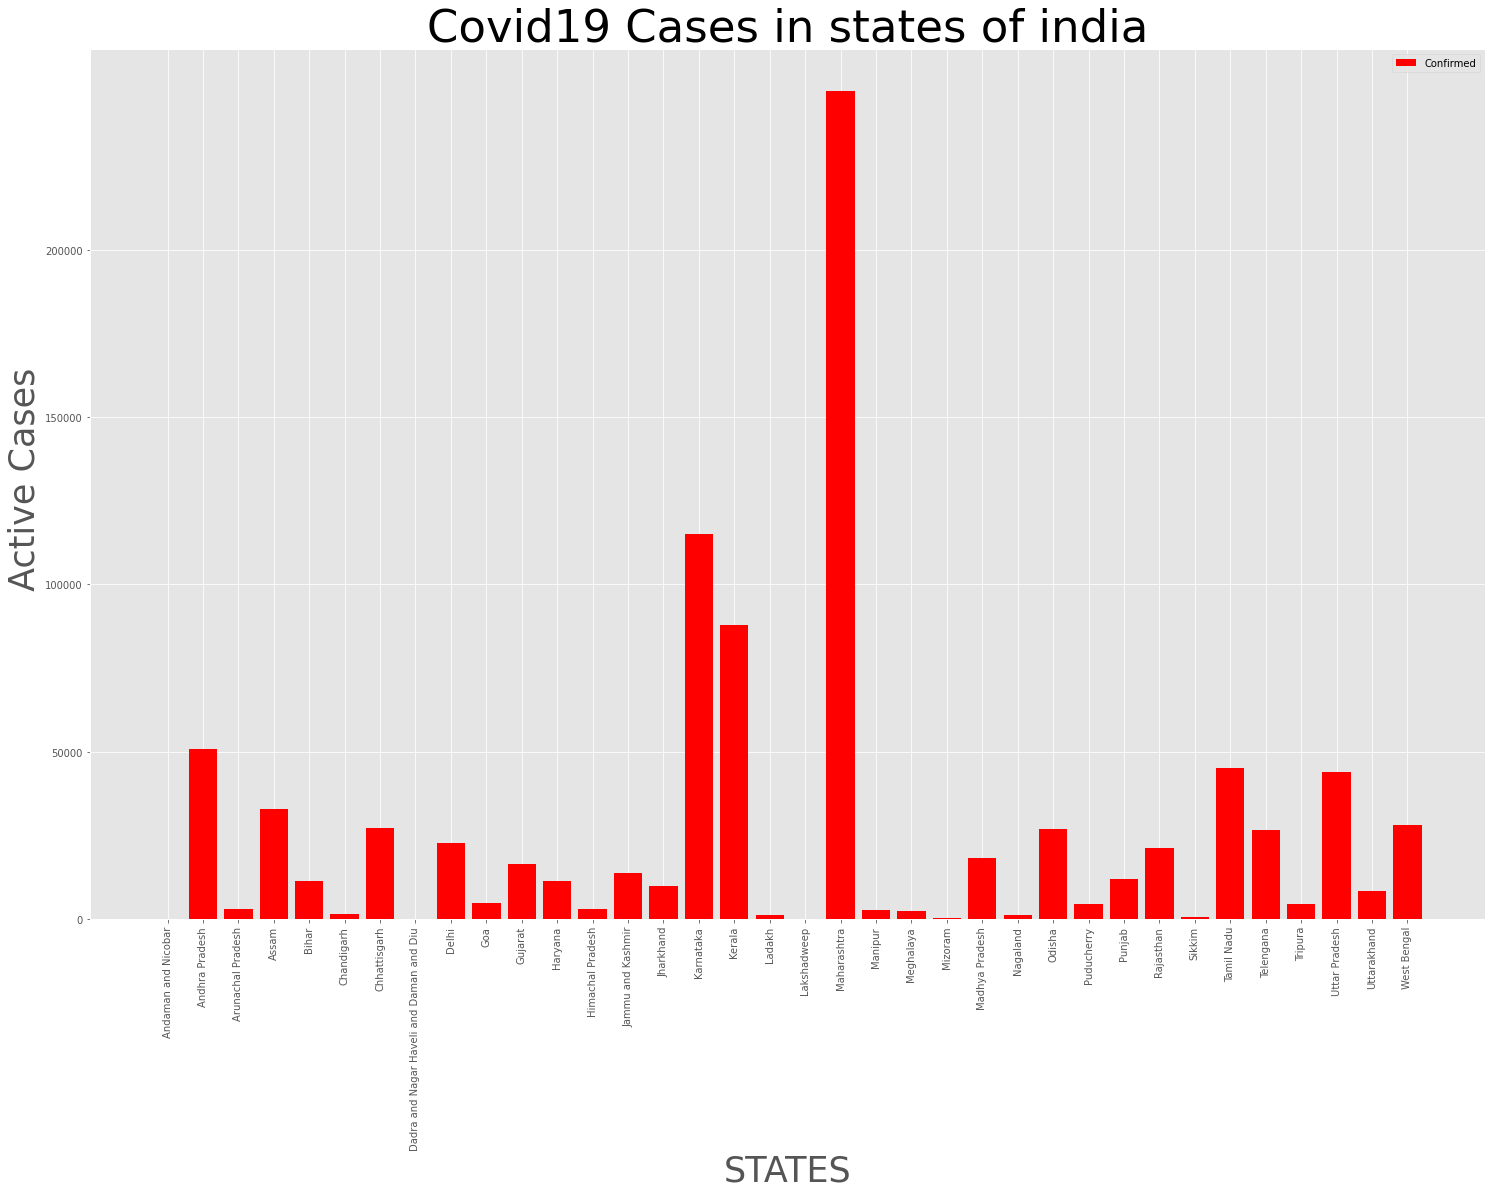 Covid19 Cases in states of india
Confirmed
Active Cases
200000
150000
100000
50000
0
Andaman and Nicobar
Andhra Pradesh
Arunachal Pradesh
Assam
Bihar
Chandigarh
Chhattisgarh
Dadra and Nagar Haveli and Daman and Diu
Delhi
Goa
Gujarat
Haryana
Himachal Pradesh
Jammu and Kashmir
Jharkhand
Karnataka
Kerala
Ladakh
Lakshadweep
Maharashtra
Manipur
Meghalaya
Mizoram
Madhya Pradesh
Nagaland
Odisha
Puducherry
Punjab
Rajasthan
Sikkim
Tamil Nadu
Telengana
Tripura
Uttar Pradesh
Uttarakhand
West Bengal
STATES